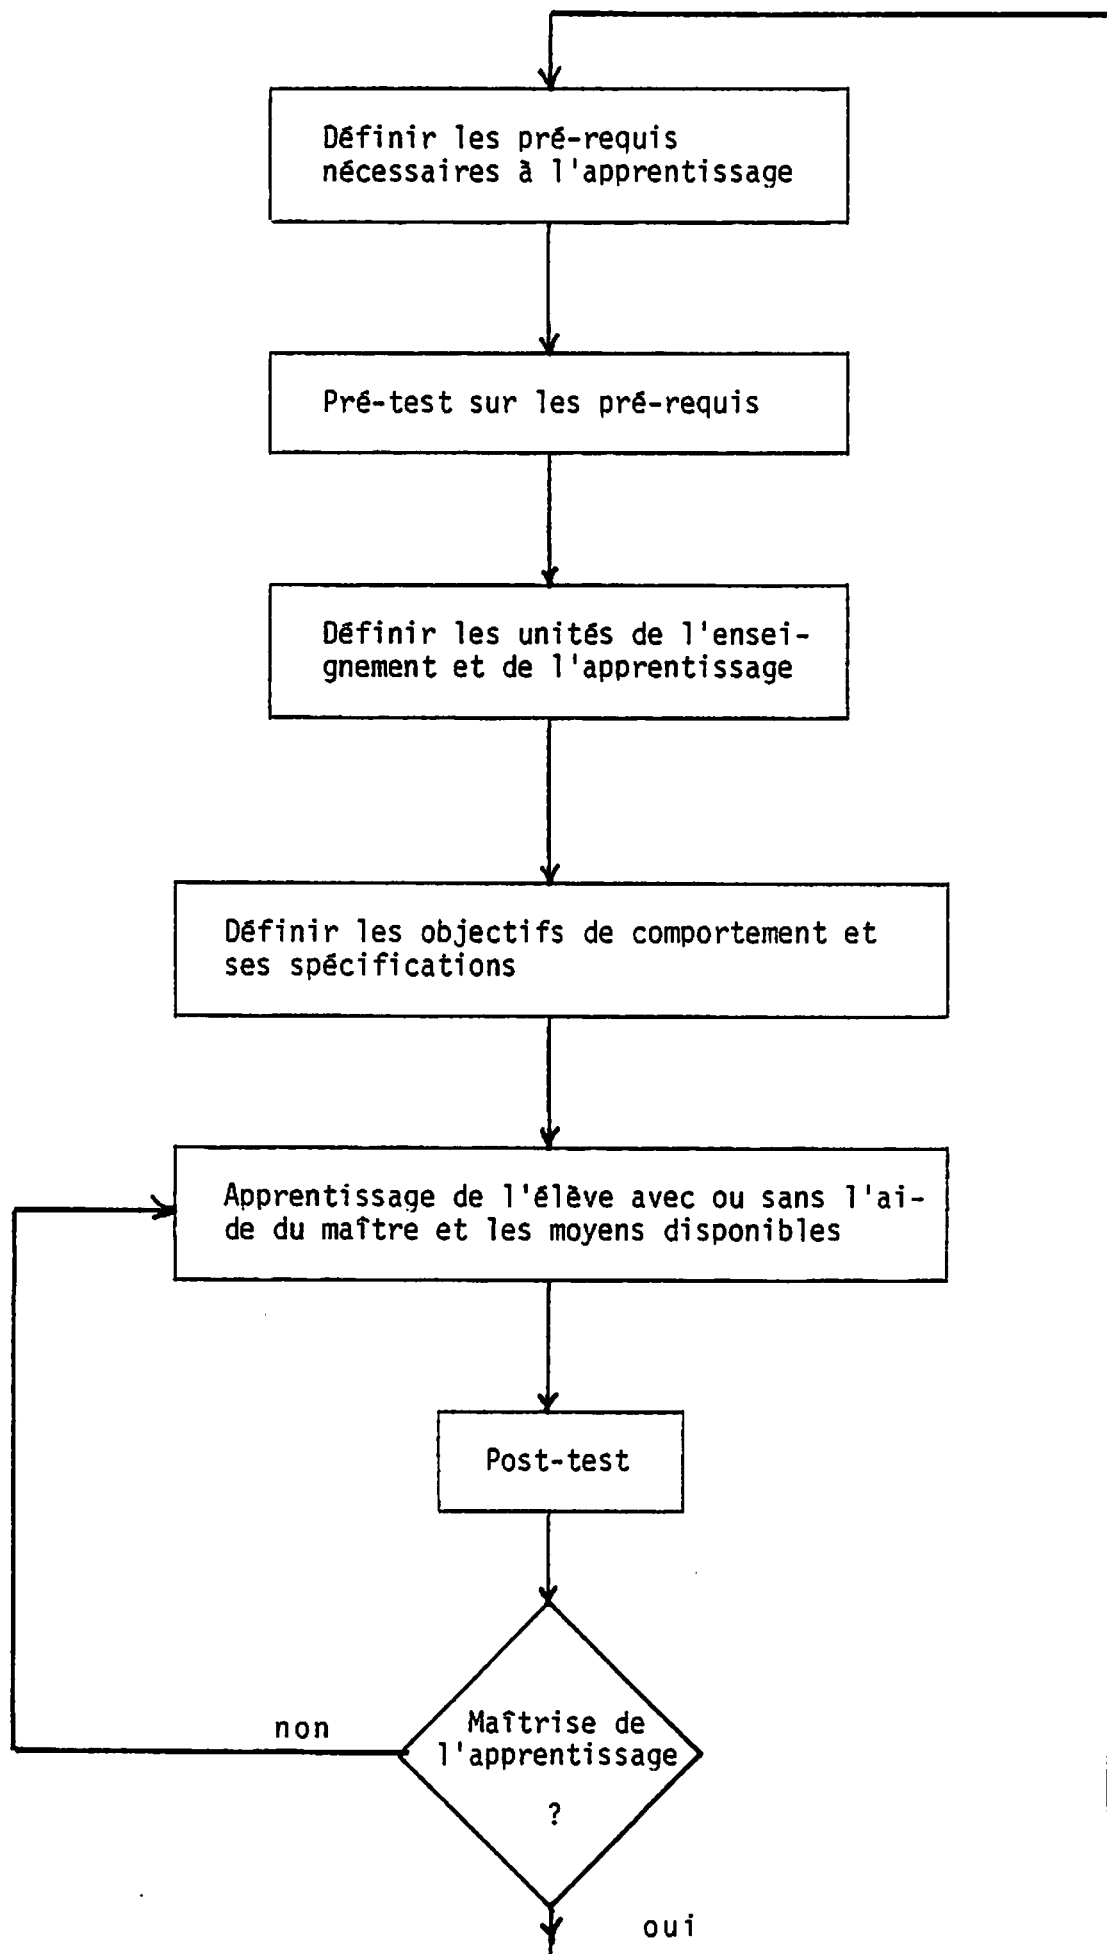 Définir les pré-requis
nécessaires à l'apprentissage
Pré-test sur les pré-requis
Définir les unités de l'ensei-
gnement et de l'apprentissage
Définir les objectifs de comportement et
ses spécifications
Apprentissage de l'élève avec ou sans l'ai-
de du maître et les moyens disponibles
Post-test
non
Maîtrise de
l'apprentissage
?
oui